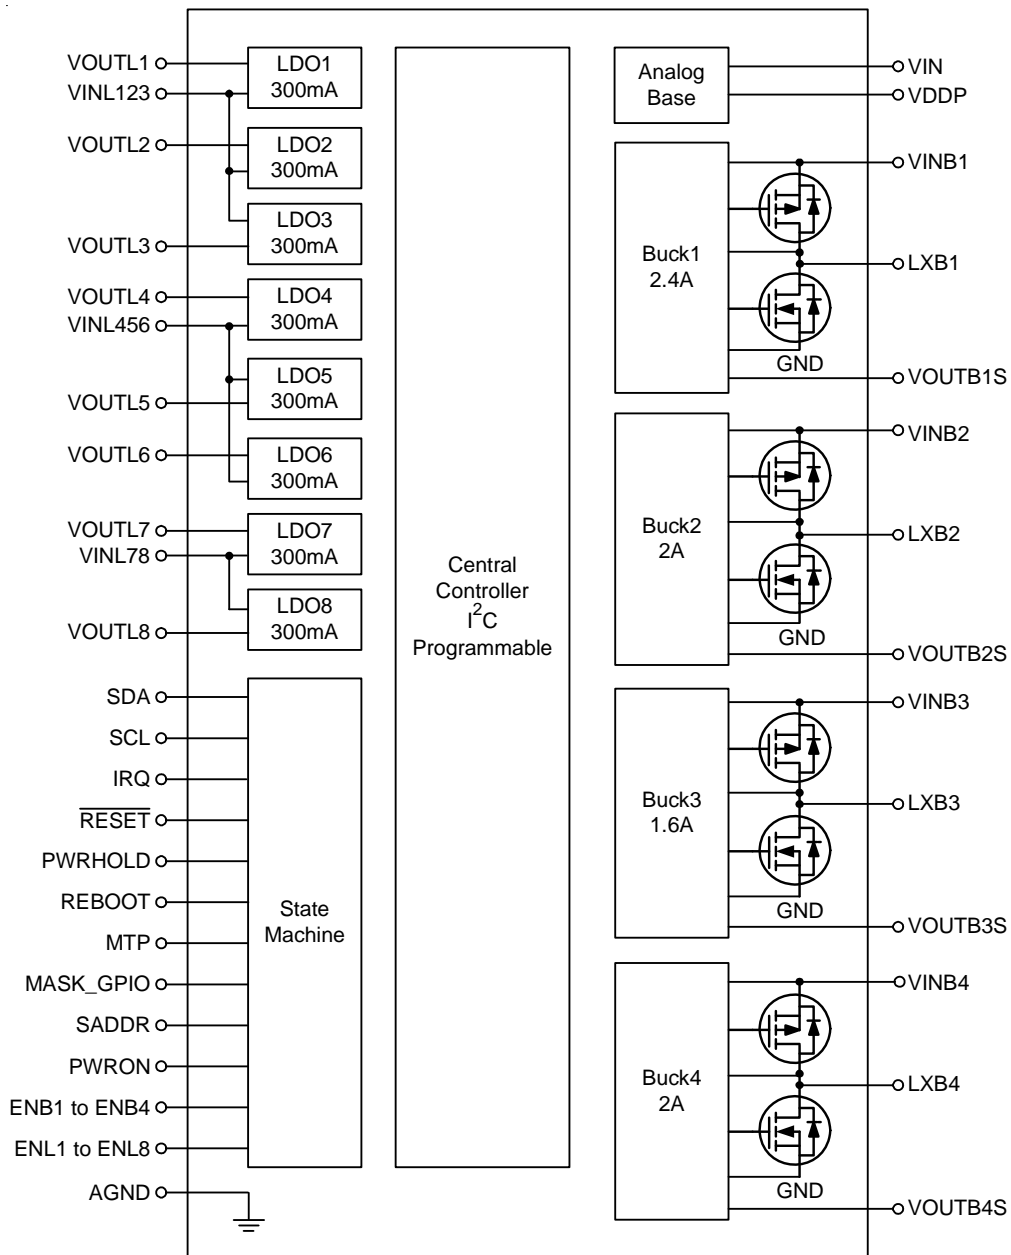 VOUTL1
VINL123
LDO1
300mA
VOUTL2
LDO2
300mA
LDO3
300mA
VOUTL3
VOUTL4
VINL456
LDO4
300mA
LDO5
300mA
VOUTL5
VOUTL6
LDO6
300mA
VOUTL7
VINL78
LDO7
300mA
LDO8
300mA
VOUTL8
SDA
SCL
IRQ
RESET
PWRHOLD
REBOOT
MTP
MASK_GPIO
SADDR
PWRON
ENB1 to ENB4
ENL1 to ENL8
AGND
State
Machine
Central
Controller
I²C
Programmable
Analog
Base
VIN
VDDP
Buck1
2.4A
VINB1
LXB1
GND
VOUTB1S
Buck2
2A
VINB2
LXB2
GND
VOUTB2S
Buck3
1.6A
VINB3
LXB3
GND
VOUTB3S
Buck4
2A
VINB4
LXB4
GND
VOUTB4S